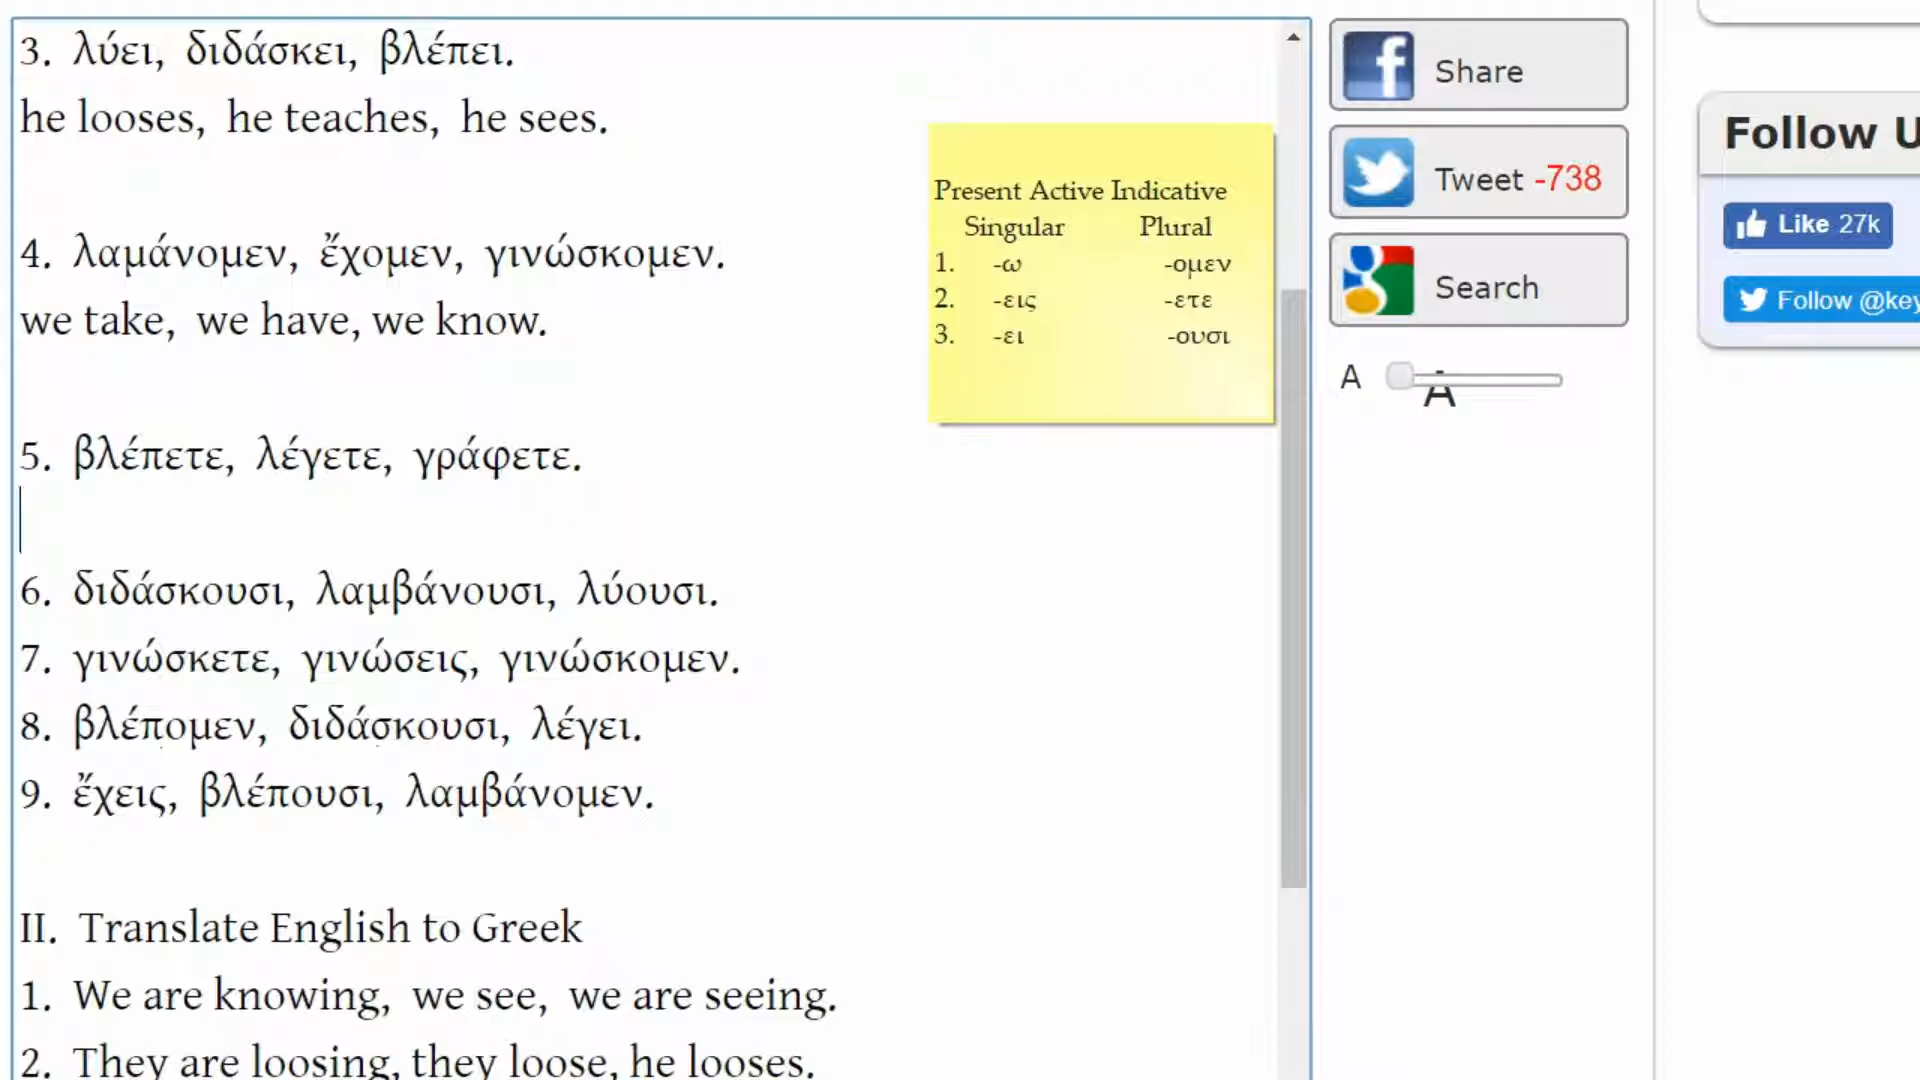 3. λύει, διδάσκει, βλέπει.
he looses, he teaches, he sees.
4. λαμάνομεν, ἔχομεν, γινώσκομεν.
we take, we have, we know.
5. βλέπετε, λέγετε, γράφετε.
6. διδάσκουσι, λαμβάνουσι, λύουσι.
7. γινώσκετε, γινώσεις, γινώσκομεν.
8. βλέπομεν, διδάσκουσι, λέγει.
9. ἔχεις, βλέπουσι, λαμβάνομεν.
II. Translate English to Greek
1. We are knowing, we see, we are seeing.
2. They are loosing, they loose, he looses.
Present Active Indicative
Singular Plural
1. -ω -ομεν
2. -εις -ετε
3. -ει -ουσι
Share
Tweet -738
Search
A A
Follow U
Like 27k
Follow @key